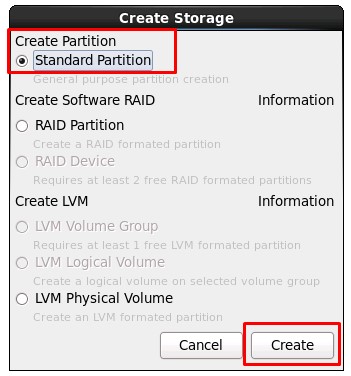 Create Storage
Create Partition
Standard Partition
General purpose partition creation
Create Software RAID Information
RAID Partition
Create a RAID formated partition
RAID Device
Requires at least 2 free RAID formated partitions
Create LVM Information
LVM Volume Group
Requires at least 1 free LVM formated partition
LVM Logical Volume
Create a logical volume on selected volume group
LVM Physical Volume
Create an LVM formated partition
Cancel Create